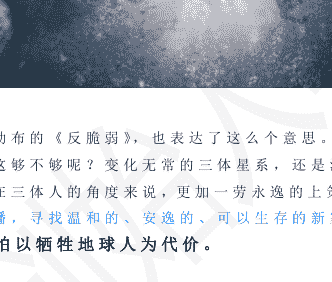 勒布的《反脆弱》，也表达了这么个意思。
这够不够呢？变化无常的三体星系，还是
在三体人的角度来说，更加一劳永逸的上策
播，寻找温和的、安逸的、可以生存的新
怕以牺牲地球人为代价。